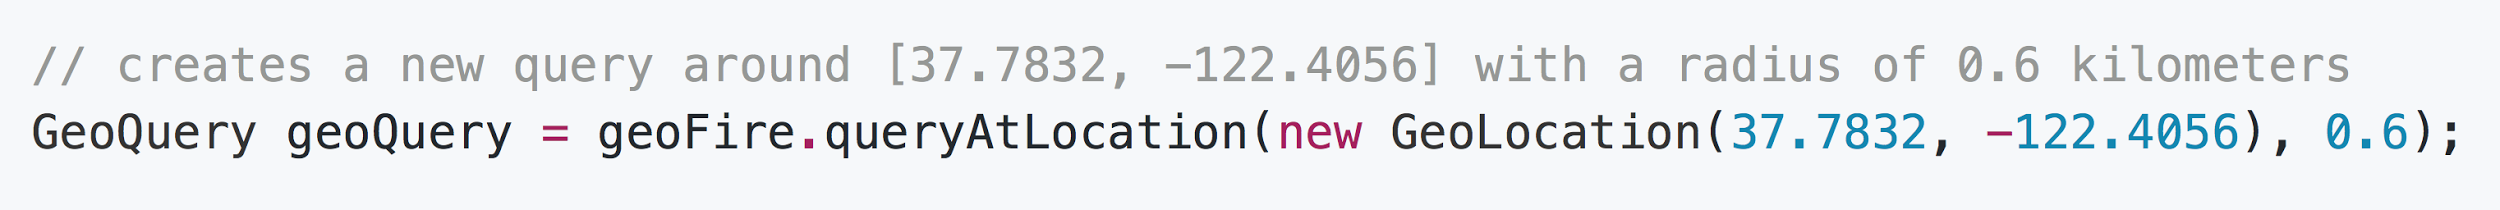 // creates a new query around [37.7832, -122.4056] with a radius of 0.6 kilometers
GeoQuery geoQuery = geoFire.queryAtLocation(new GeoLocation(37.7832, -122.4056), 0.6);